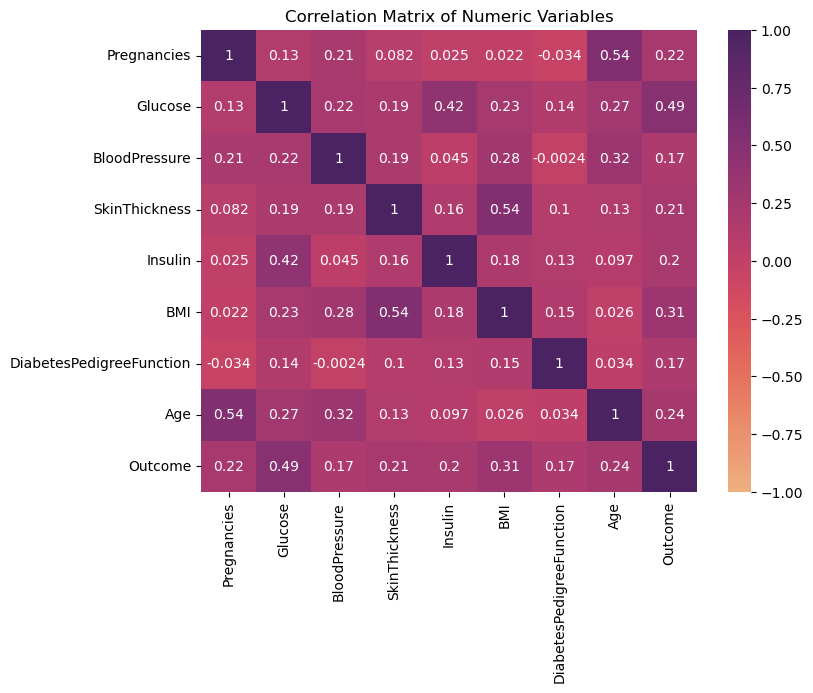 Correlation Matrix of Numeric Variables
Pregnancies 1 0.13 0.21 0.082 0.025 0.022 -0.034 0.54 0.22
Glucose 0.13 1 0.22 0.19 0.42 0.23 0.14 0.27 0.49
BloodPressure 0.21 0.22 1 0.19 0.045 0.28 -0.0024 0.32 0.17
SkinThickness 0.082 0.19 0.19 1 0.16 0.54 0.1 0.13 0.21
Insulin 0.025 0.42 0.045 0.16 1 0.18 0.13 0.097 0.2
BMI 0.022 0.23 0.28 0.54 0.18 1 0.15 0.026 0.31
DiabetesPedigreeFunction -0.034 0.14 -0.0024 0.1 0.13 0.15 1 0.034 0.17
Age 0.54 0.27 0.32 0.13 0.097 0.026 0.034 1 0.24
Outcome 0.22 0.49 0.17 0.21 0.2 0.31 0.17 0.24 1
Pregnancies
Glucose
BloodPressure
SkinThickness
Insulin
BMI
DiabetesPedigreeFunction
Age
Outcome
1.00
0.75
0.50
0.25
0.00
−0.25
−0.50
−0.75
−1.00